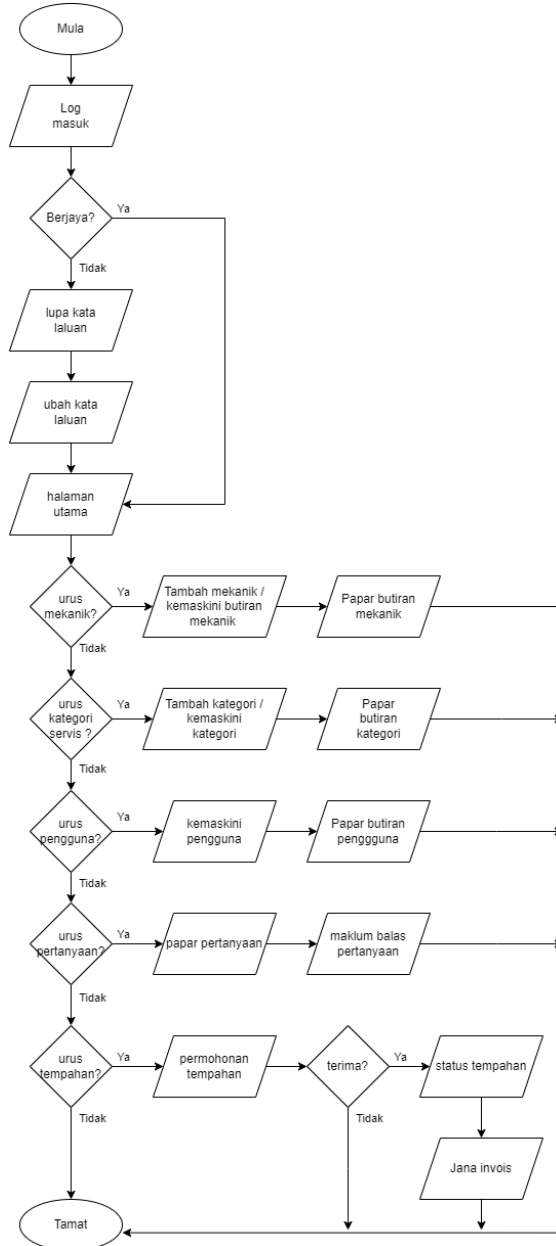 Mula
Log
masuk
Berjaya?
Ya
Tidak
lupa kata
laluan
ubah kata
laluan
halaman
utama
urus
mekanik?
Ya
Tambah mekanik /
kemaskini butiran
mekanik
Papar butiran
mekanik
Tidak
urus
kategori
servis ?
Ya
Tambah kategori /
kemaskini
kategori
Papar
butiran
kategori
Tidak
urus
pengguna?
Ya
kemaskini
pengguna
Papar butiran
penggguna
Tidak
urus
pertanyaan?
Ya
papar pertanyaan
maklum balas
pertanyaan
Tidak
urus
tempahan?
Ya
permohonan
tempahan
terima?
Ya
status tempahan
Tidak
Tidak
Jana invois
Tamat